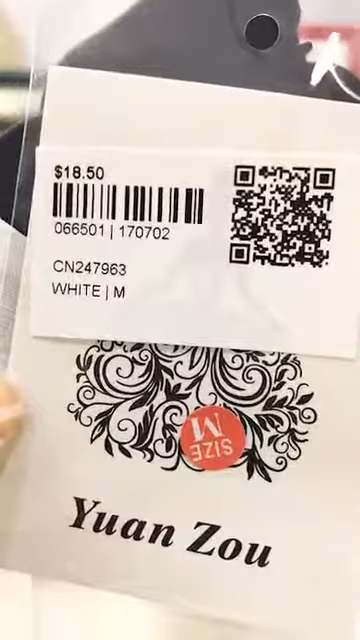 $18.50
066501 | 170702
CN247963
WHITE | M
SIZE
M
Yuan Zou